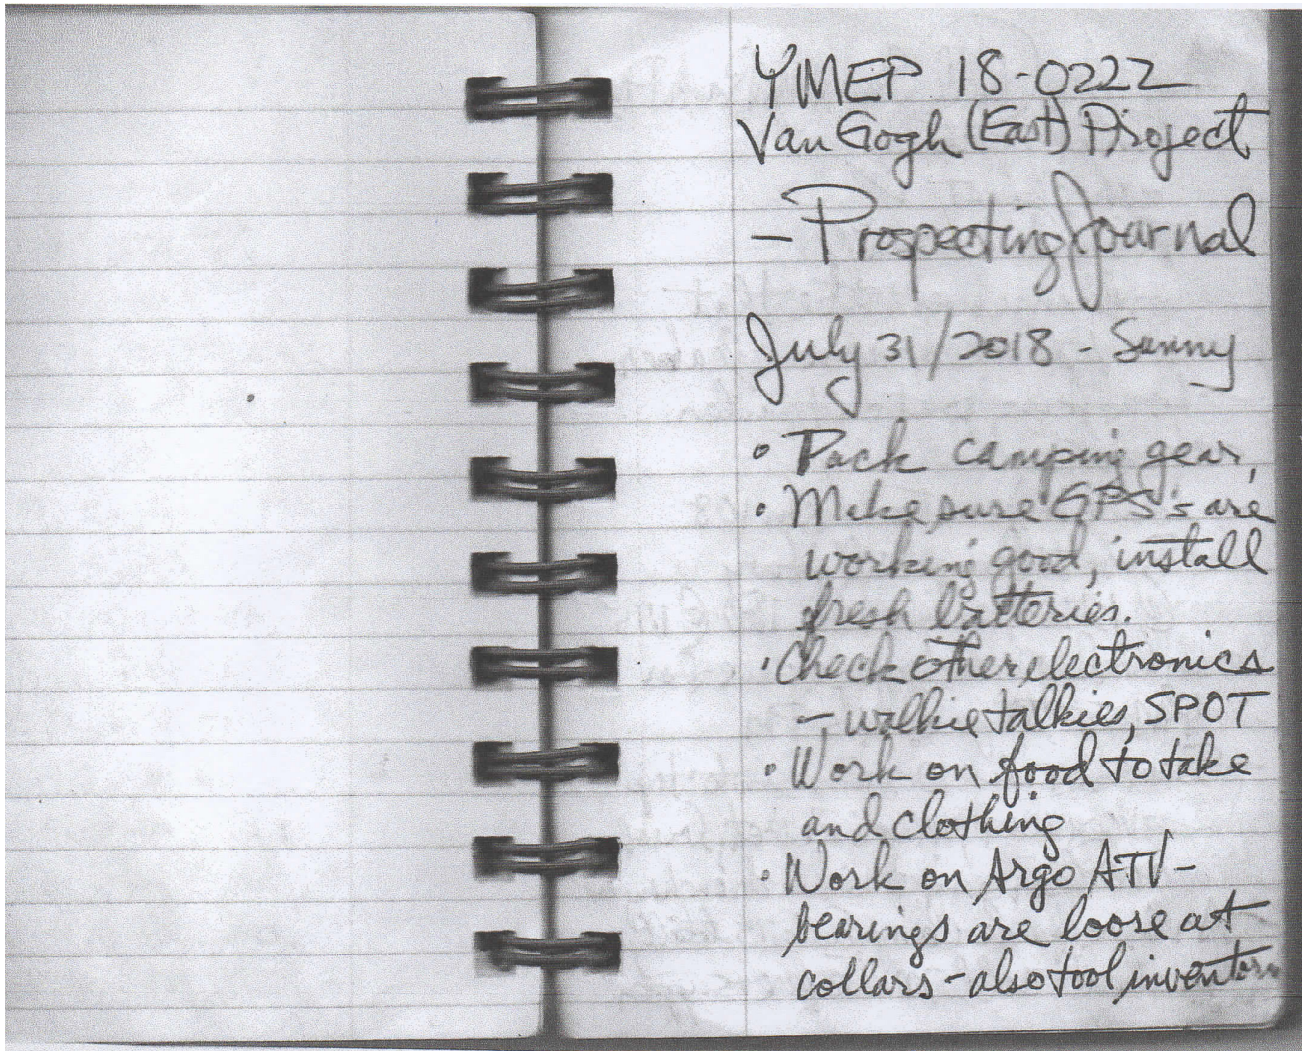 YMEP 18-0222
Van Gogh (East) Project
- Prospecting Journal
July 31/2018 - Sunny
• Pack camping gear,
• Make sure GPS's are
working good, install
fresh batteries.
• Check other electronics
- walkie talkies, SPOT
• Work on food to take
and clothing
• Work on Argo ATV -
bearings are loose at
collars - also tool inventory